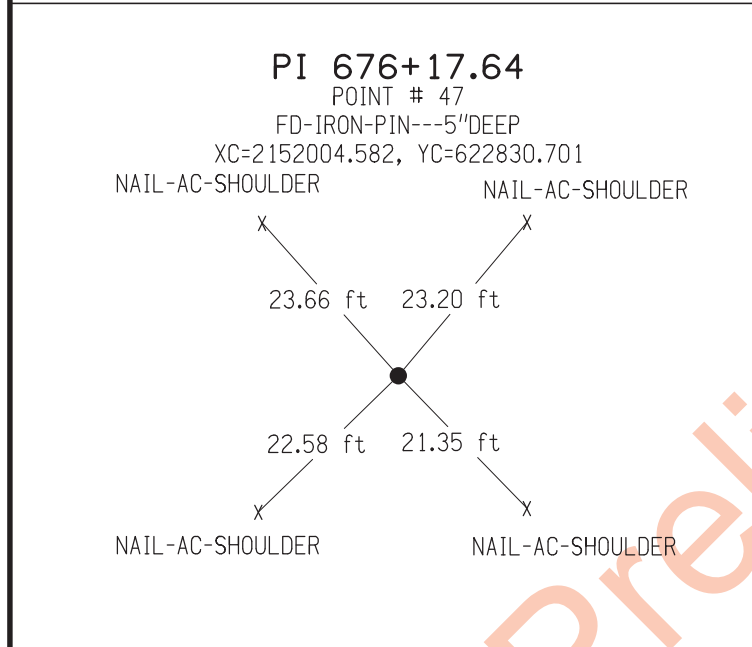 PI 676+17.64
POINT # 47
FD-IRON-PIN---5"DEEP
XC=2152004.582, YC=622830.701
NAIL-AC-SHOULDER NAIL-AC-SHOULDER
X X
23.66 ft 23.20 ft
22.58 ft 21.35 ft
X X
NAIL-AC-SHOULDER NAIL-AC-SHOULDER
Preli